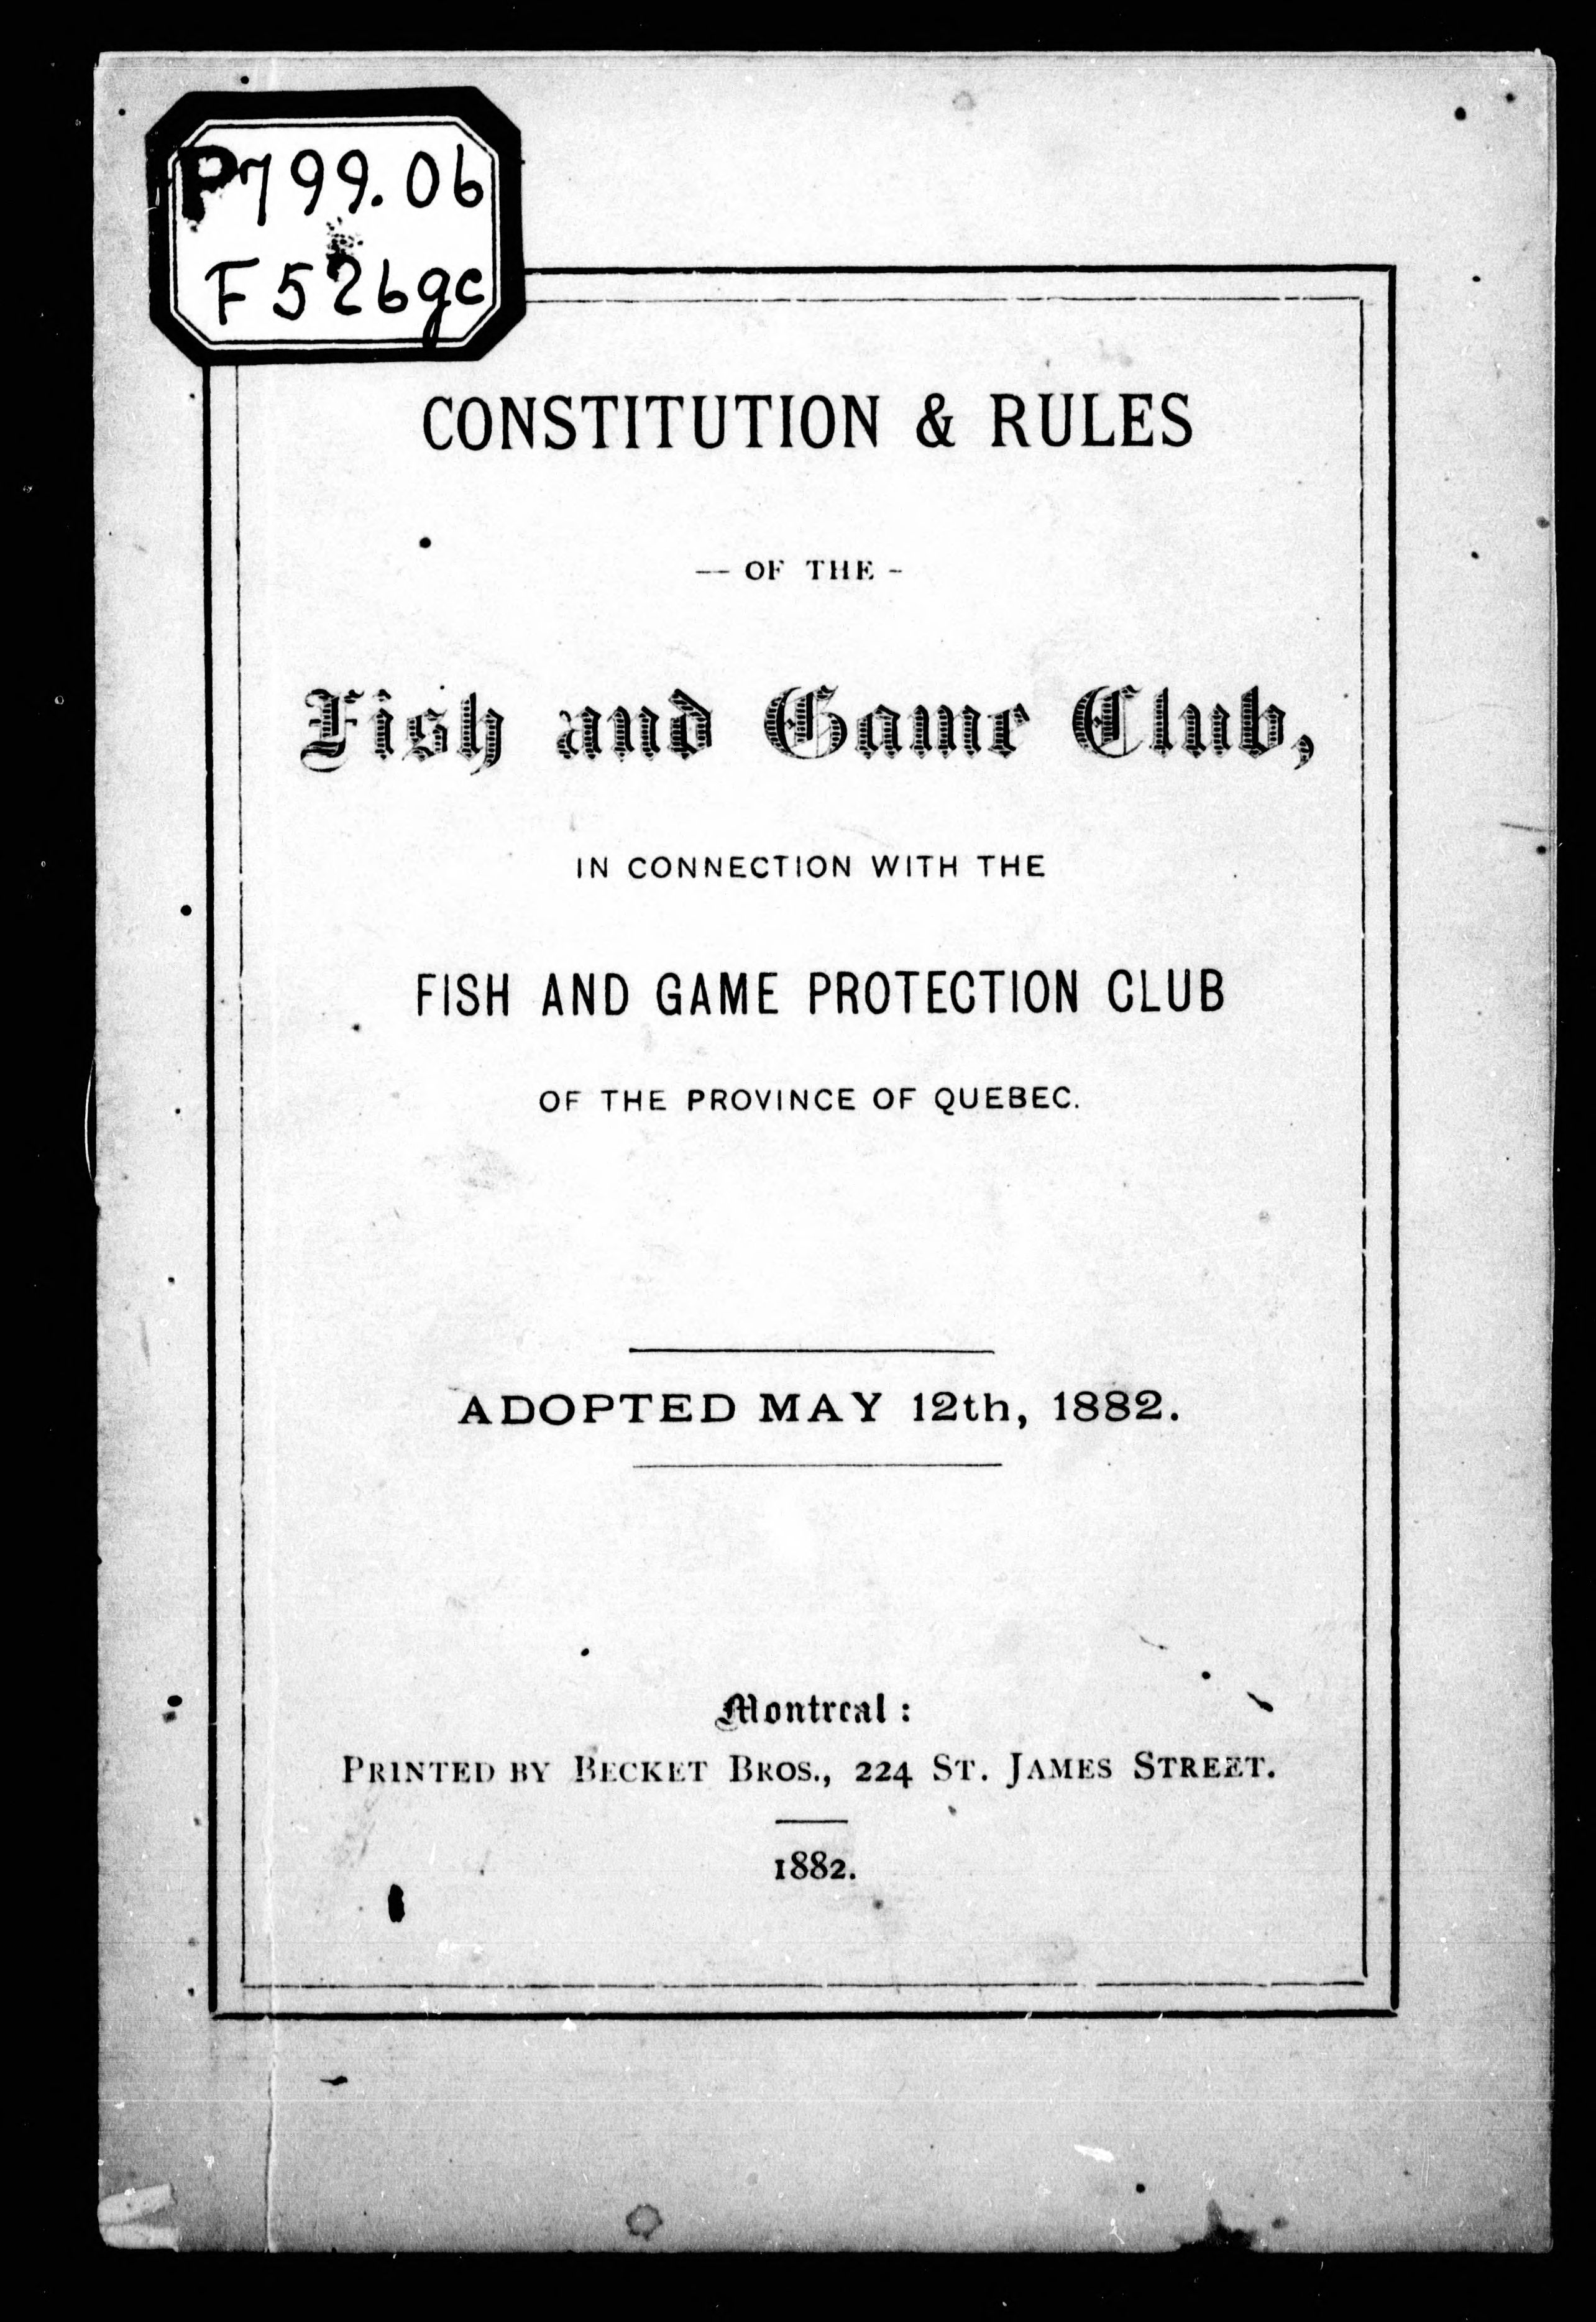 P799.06
F526gc
CONSTITUTION & RULES
— OF THE -
Fish and Game Club,
IN CONNECTION WITH THE
FISH AND GAME PROTECTION CLUB
OF THE PROVINCE OF QUEBEC.
ADOPTED MAY 12th, 1882.
Montreal :
PRINTED BY BECKET BROS., 224 ST. JAMES STREET.
1882.